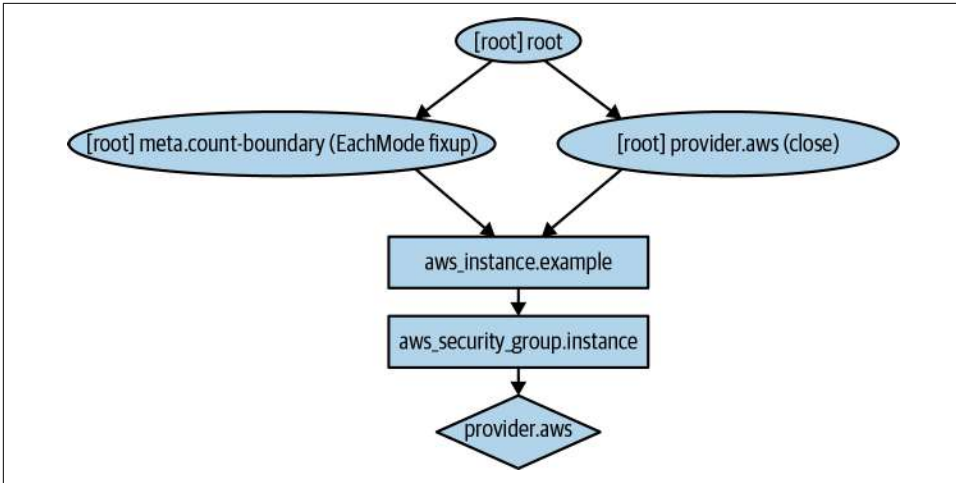 [root] root
[root] meta.count-boundary (EachMode fixup)
[root] provider.aws (close)
aws_instance.example
aws_security_group.instance
provider.aws